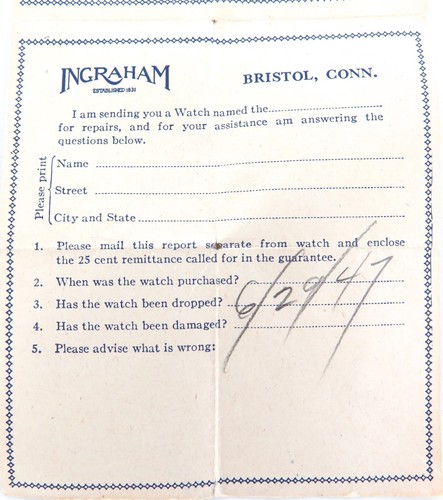 INGRAHAM
ESTABLISHED 1831
BRISTOL, CONN.
I am sending you a Watch named the
for repairs, and for your assistance am answering the
questions below.
Please print
Name
Street
City and State
1. Please mail this report separate from watch and enclose
the 25 cent remittance called for in the guarantee.
2. When was the watch purchased?
3. Has the watch been dropped?
6/29/47
4. Has the watch been damaged?
5. Please advise what is wrong: